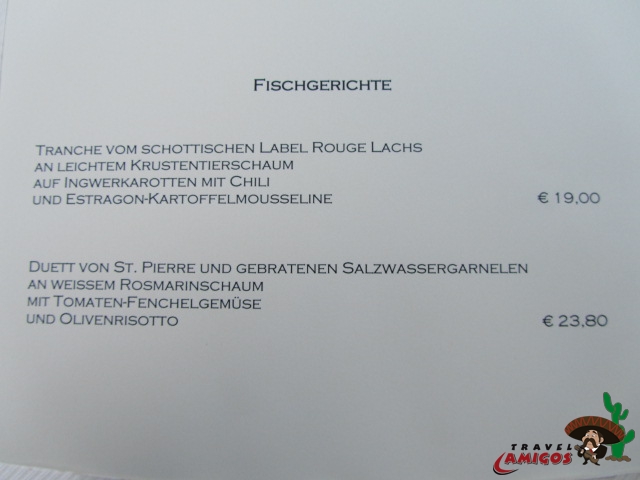 FISCHGERICHTE
TRANCHE VOM SCHOTTISCHEN LABEL ROUGE LACHS
AN LEICHTEM KRUSTENTIERSCHAUM
AUF INGWERKAROTTEN MIT CHILI
UND ESTRAGON-KARTOFFELMOUSSELINE € 19,00
DUETT VON ST. PIERRE UND GEBRATENEN SALZWASSERGARNELEN
AN WEISSEM ROSMARINSCHAUM
MIT TOMATEN-FENCHELGEMÜSE
UND OLIVENRISOTTO € 23,80
TRAVEL
AMIGOS